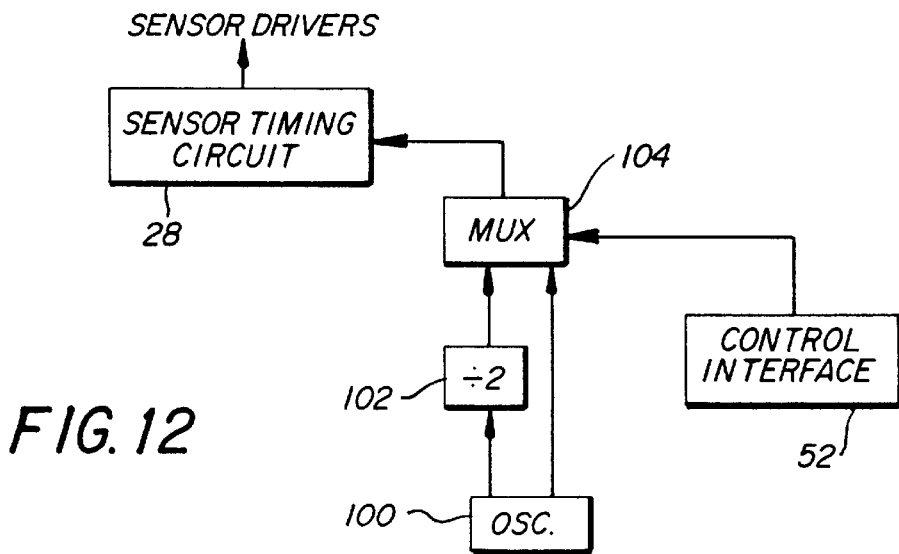 SENSOR DRIVERS
SENSOR TIMING
CIRCUIT
28
104
MUX
CONTROL
INTERFACE
52
102
÷2
FIG. 12
100
OSC.